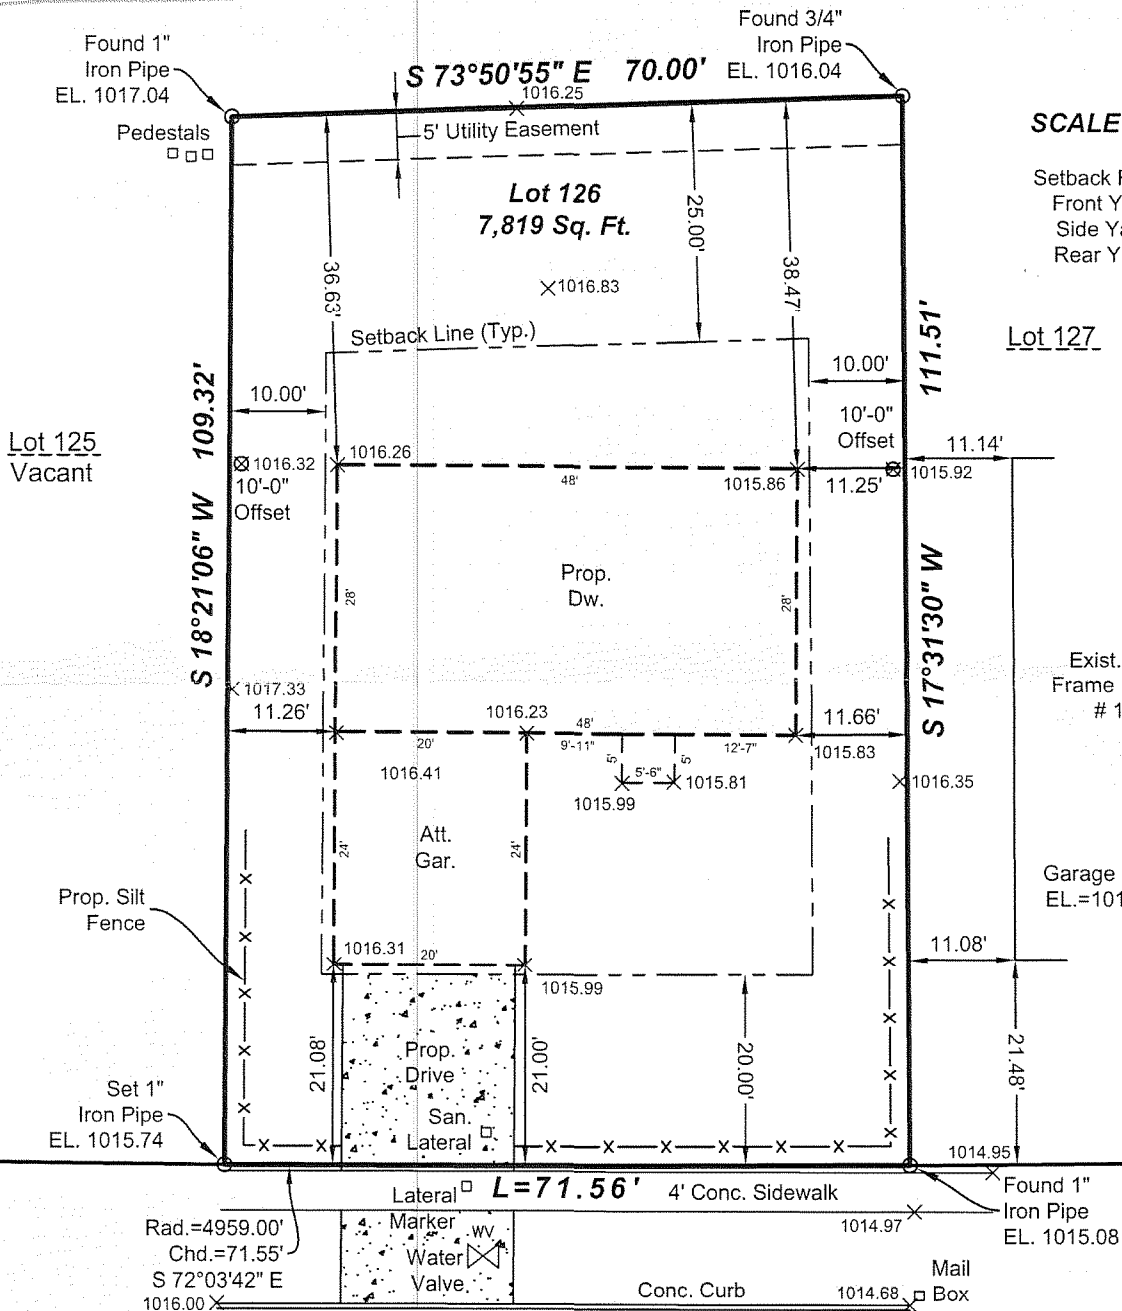 Found 1"
Iron Pipe
EL. 1017.04
S 73°50'55" E 70.00'
Found 3/4"
Iron Pipe
EL. 1016.04
1016.25
Pedestals
5' Utility Easement
SCALE
Lot 126
7,819 Sq. Ft.
Setback
Front Y
Side Ya
Rear Y
25.00'
36.63'
38.47'
1016.83
Setback Line (Typ.)
111.51'
Lot 127
109.32'
10.00'
10.00'
10'-0"
Offset
Lot 125
Vacant
1016.32
10'-0"
Offset
1016.26
48'
1015.86
11.25'
1015.92
11.14'
S 18°21'06" W
Prop.
Dw.
28'
28'
S 17°31'30" W
Exist.
Frame
# 1
1017.33
11.26'
1016.23
48'
20'
9'-11"
12'-7"
11.66'
1015.83
1016.41
5'
5'-6"
5'
1015.81
1015.99
1016.35
Att.
Gar.
24'
24'
Garage
EL.=101
Prop. Silt
Fence
1016.31
20'
1015.99
11.08'
21.08'
Prop.
Drive
21.00'
20.00'
21.48'
San.
Lateral
Set 1"
Iron Pipe
EL. 1015.74
1014.95
Lateral
Marker
L=71.56'
4' Conc. Sidewalk
Found 1"
Iron Pipe
EL. 1015.08
1014.97
Rad.=4959.00'
Chd.=71.55'
S 72°03'42" E
WV
Water
Valve
1016.00
Conc. Curb
1014.68
Mail
Box